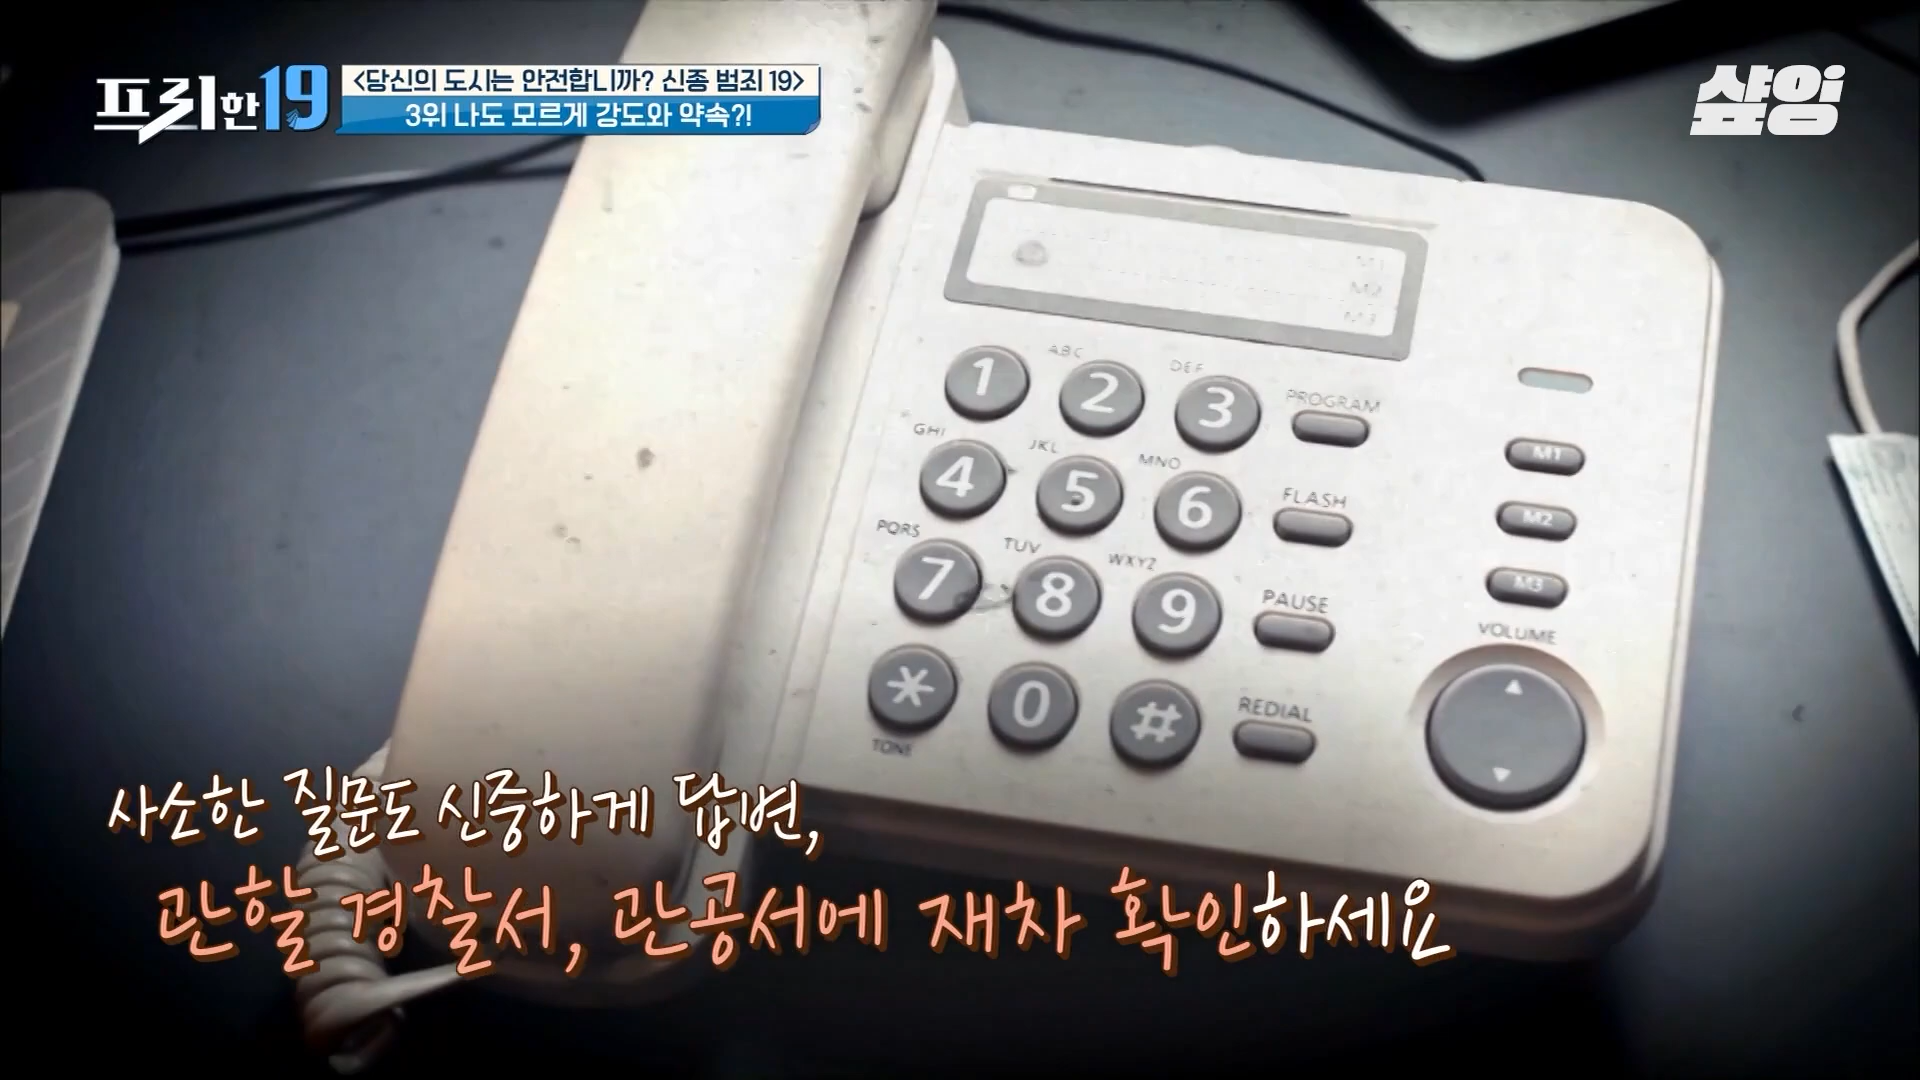 프리한19
<당신의 도시는 안전합니까? 신종 범죄 19>
3위 나도 모르게 강도와 약속?!
샾잉
M1
M2
M3
1 ABC 2 DEF 3 PROGRAM
GHI 4 JKL 5 MNO 6 FLASH
PQRS 7 TUV 8 WXYZ 9 PAUSE
* 0 # REDIAL
TONE
M1
M2
M3
VOLUME
사소한 질문도 신중하게 답변,
관할 경찰서, 관공서에 재차 확인하세요